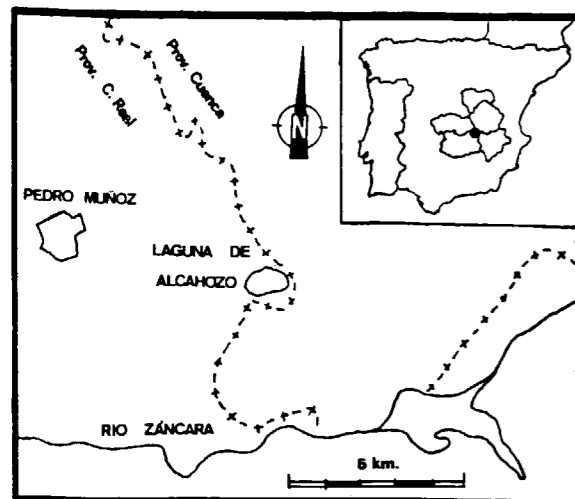 Prov. C. Real
Prov. Cuenca
N
PEDRO MUÑOZ
LAGUNA DE
ALCAHOZO
RIO ZÁNCARA
5 km.